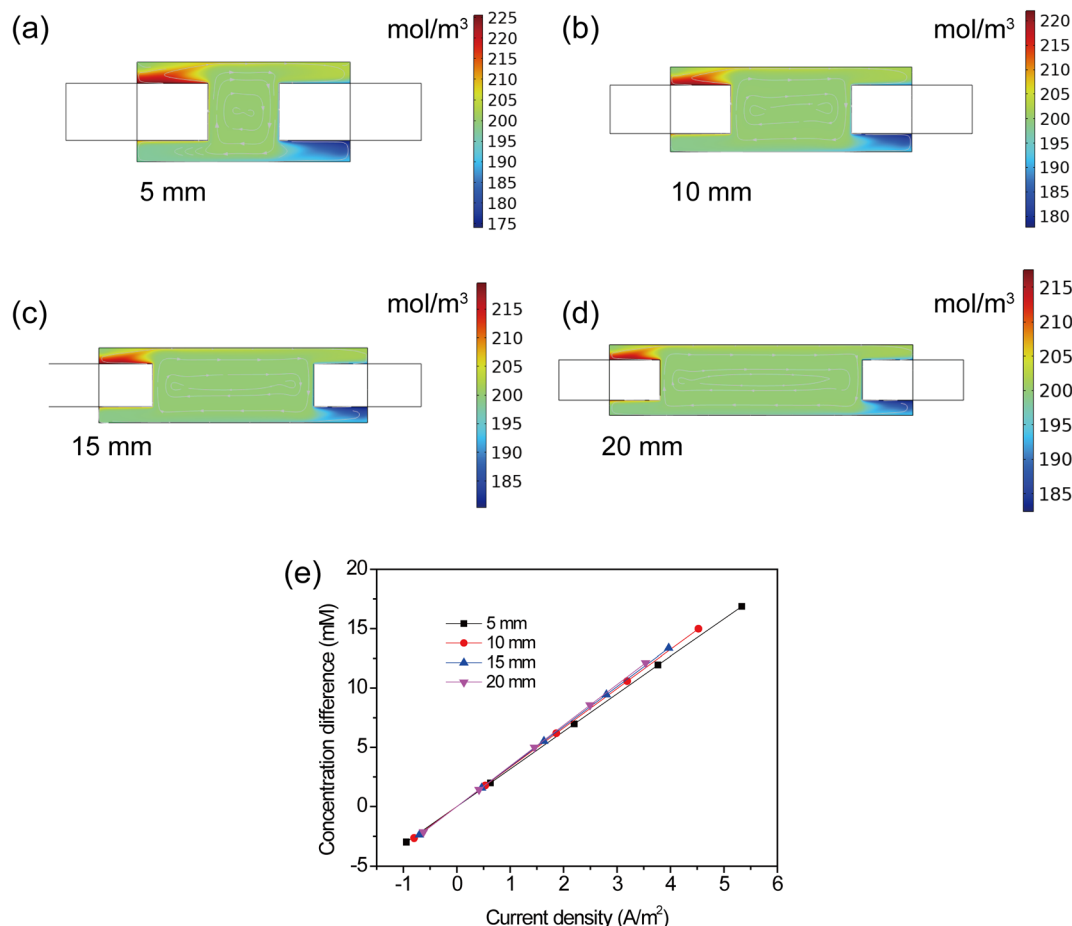 (a)
mol/m³
225
220
215
210
205
200
195
190
185
180
175
5 mm
(b)
mol/m³
220
215
210
205
200
195
190
185
180
10 mm
(c)
mol/m³
215
210
205
200
195
190
185
15 mm
(d)
mol/m³
215
210
205
200
195
190
185
20 mm
(e)
20
15
10
5
0
-5
Concentration difference (mM)
5 mm
10 mm
15 mm
20 mm
-1 0 1 2 3 4 5 6
Current density (A/m²)